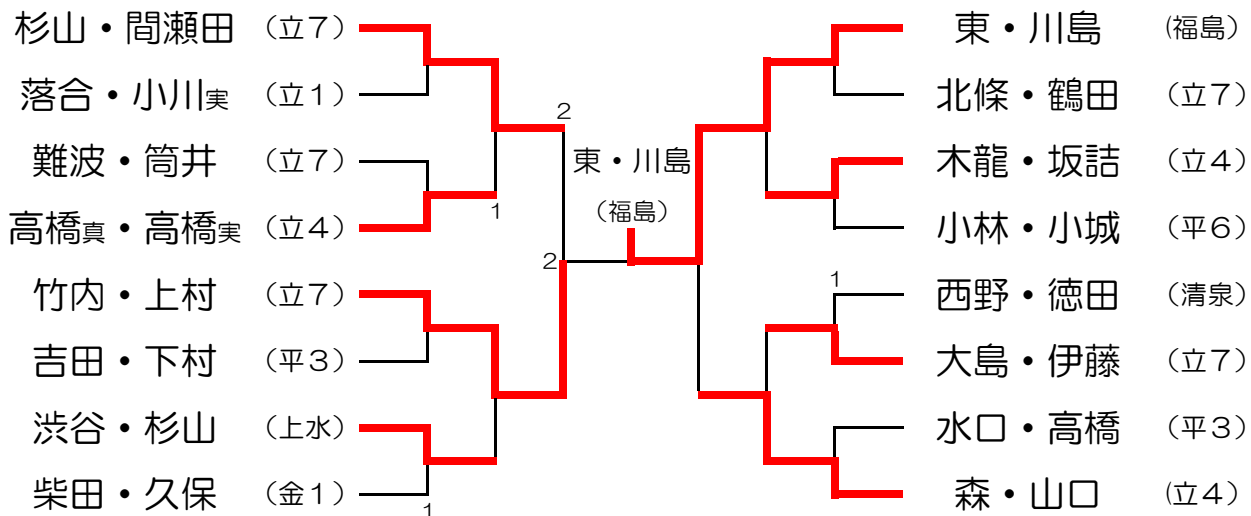 杉山・間瀬田 （立７）
落合・小川実 （立１）
難波・筒井 （立７）
高橋真・高橋実 （立４）
竹内・上村 （立７）
吉田・下村 （平３）
渋谷・杉山 （上水）
柴田・久保 （金１）
1
1
2
2
東・川島
（福島）
1
東・川島 (福島)
北條・鶴田 （立７）
木龍・坂詰 （立４）
小林・小城 （平６）
西野・徳田 （清泉）
大島・伊藤 （立７）
水口・高橋 （平３）
森・山口 (立４）